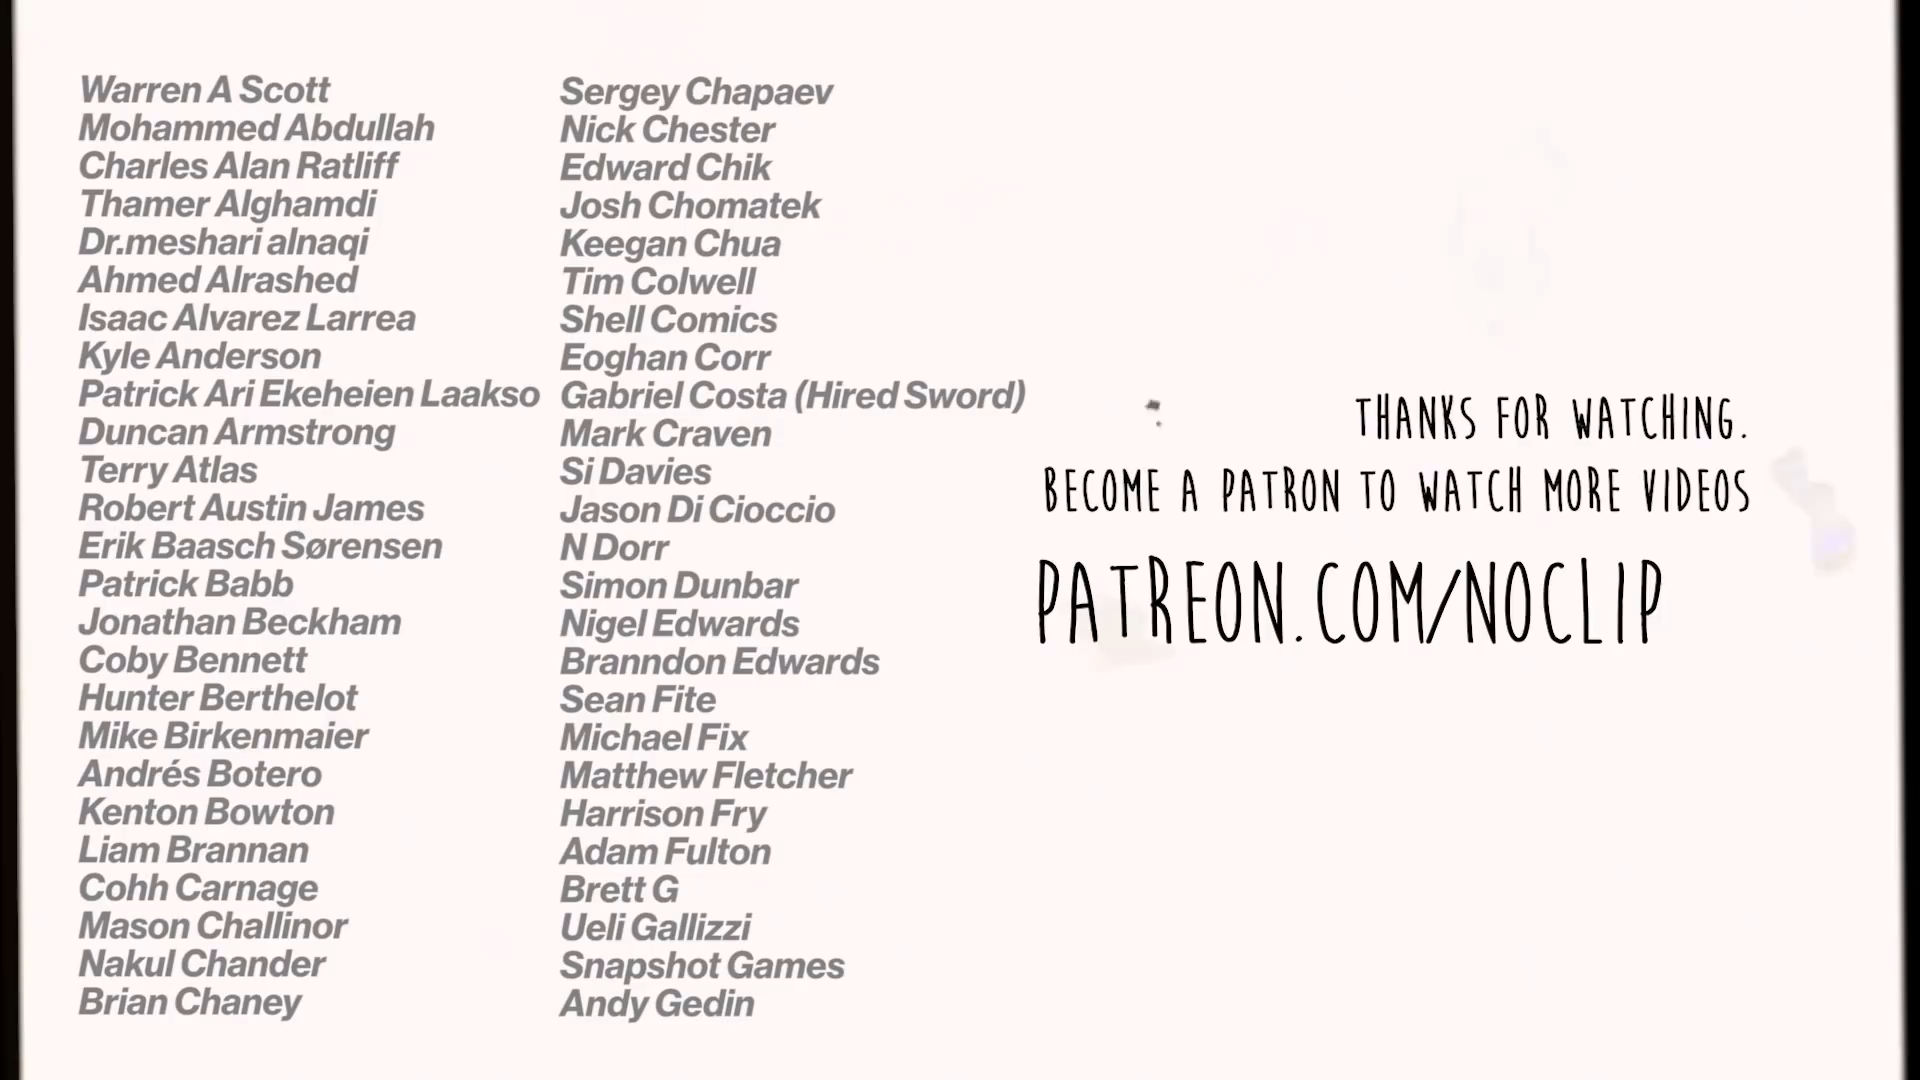 Warren A Scott
Mohammed Abdullah
Charles Alan Ratliff
Thamer Alghamdi
Dr.meshari alnaqi
Ahmed Alrashed
Isaac Alvarez Larrea
Kyle Anderson
Patrick Ari Ekeheien Laakso
Duncan Armstrong
Terry Atlas
Robert Austin James
Erik Baasch Sørensen
Patrick Babb
Jonathan Beckham
Coby Bennett
Hunter Berthelot
Mike Birkenmaier
Andrés Botero
Kenton Bowton
Liam Brannan
Cohh Carnage
Mason Challinor
Nakul Chander
Brian Chaney
Sergey Chapaev
Nick Chester
Edward Chik
Josh Chomatek
Keegan Chua
Tim Colwell
Shell Comics
Eoghan Corr
Gabriel Costa (Hired Sword)
Mark Craven
Si Davies
Jason Di Cioccio
N Dorr
Simon Dunbar
Nigel Edwards
Branndon Edwards
Sean Fite
Michael Fix
Matthew Fletcher
Harrison Fry
Adam Fulton
Brett G
Ueli Gallizzi
Snapshot Games
Andy Gedin
THANKS FOR WATCHING.
BECOME A PATRON TO WATCH MORE VIDEOS
PATREON.COM/NOCLIP